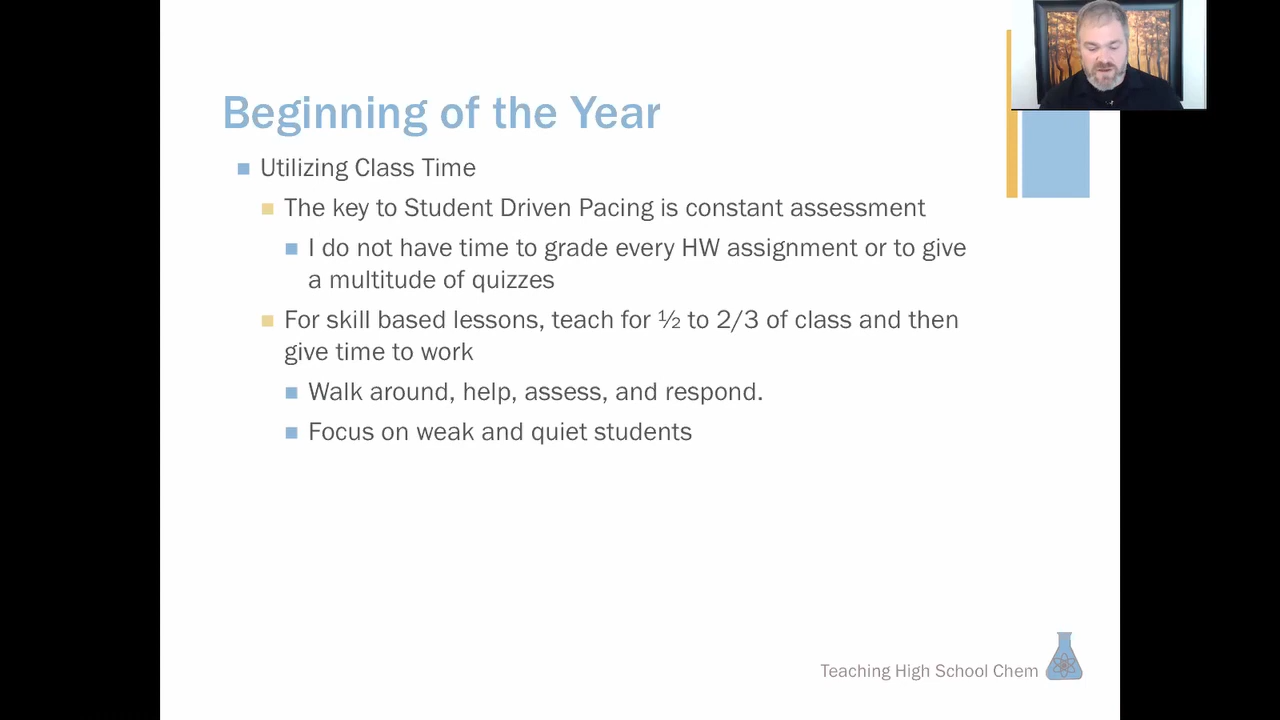 Beginning of the Year
Utilizing Class Time
The key to Student Driven Pacing is constant assessment
I do not have time to grade every HW assignment or to give
a multitude of quizzes
For skill based lessons, teach for ½ to 2/3 of class and then
give time to work
Walk around, help, assess, and respond.
Focus on weak and quiet students
Teaching High School Chem